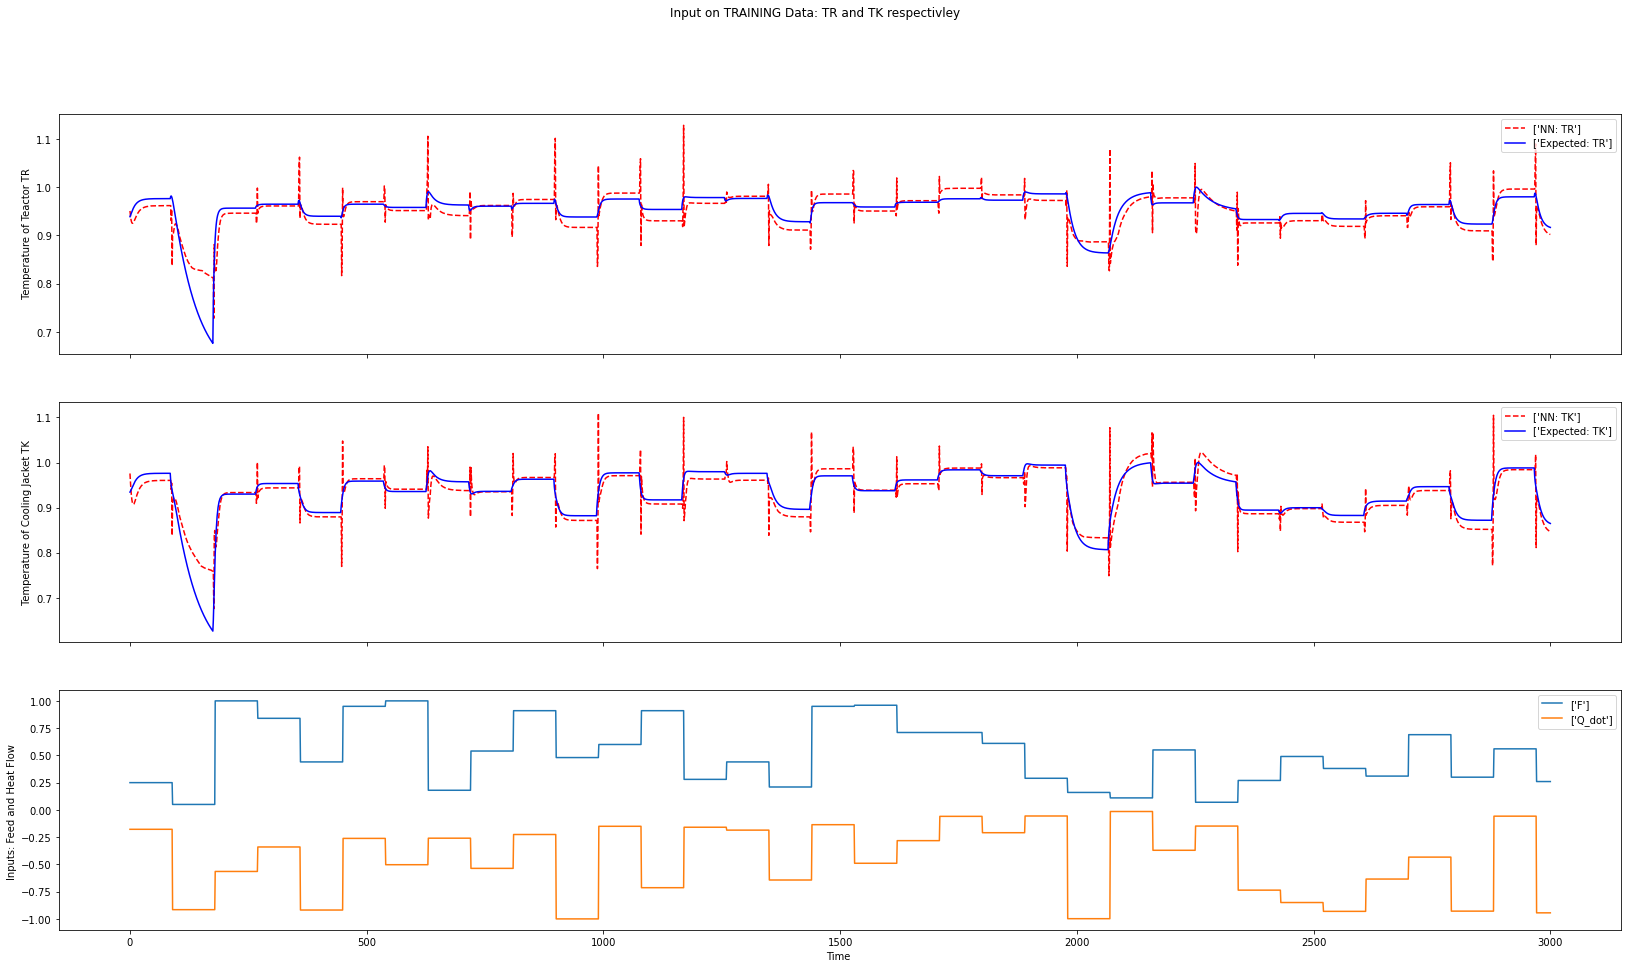 Input on TRAINING Data: TR and TK respectivley
1.1
1.0
0.9
0.8
0.7
Temperature of Teactor TR
['NN: TR']
['Expected: TR']
1.1
1.0
0.9
0.8
0.7
Temperature of Cooling Jacket TK
['NN: TK']
['Expected: TK']
1.00
0.75
0.50
0.25
0.00
−0.25
−0.50
−0.75
−1.00
Inputs: Feed and Heat Flow
['F']
['Q_dot']
0 500 1000 1500 2000 2500 3000
Time